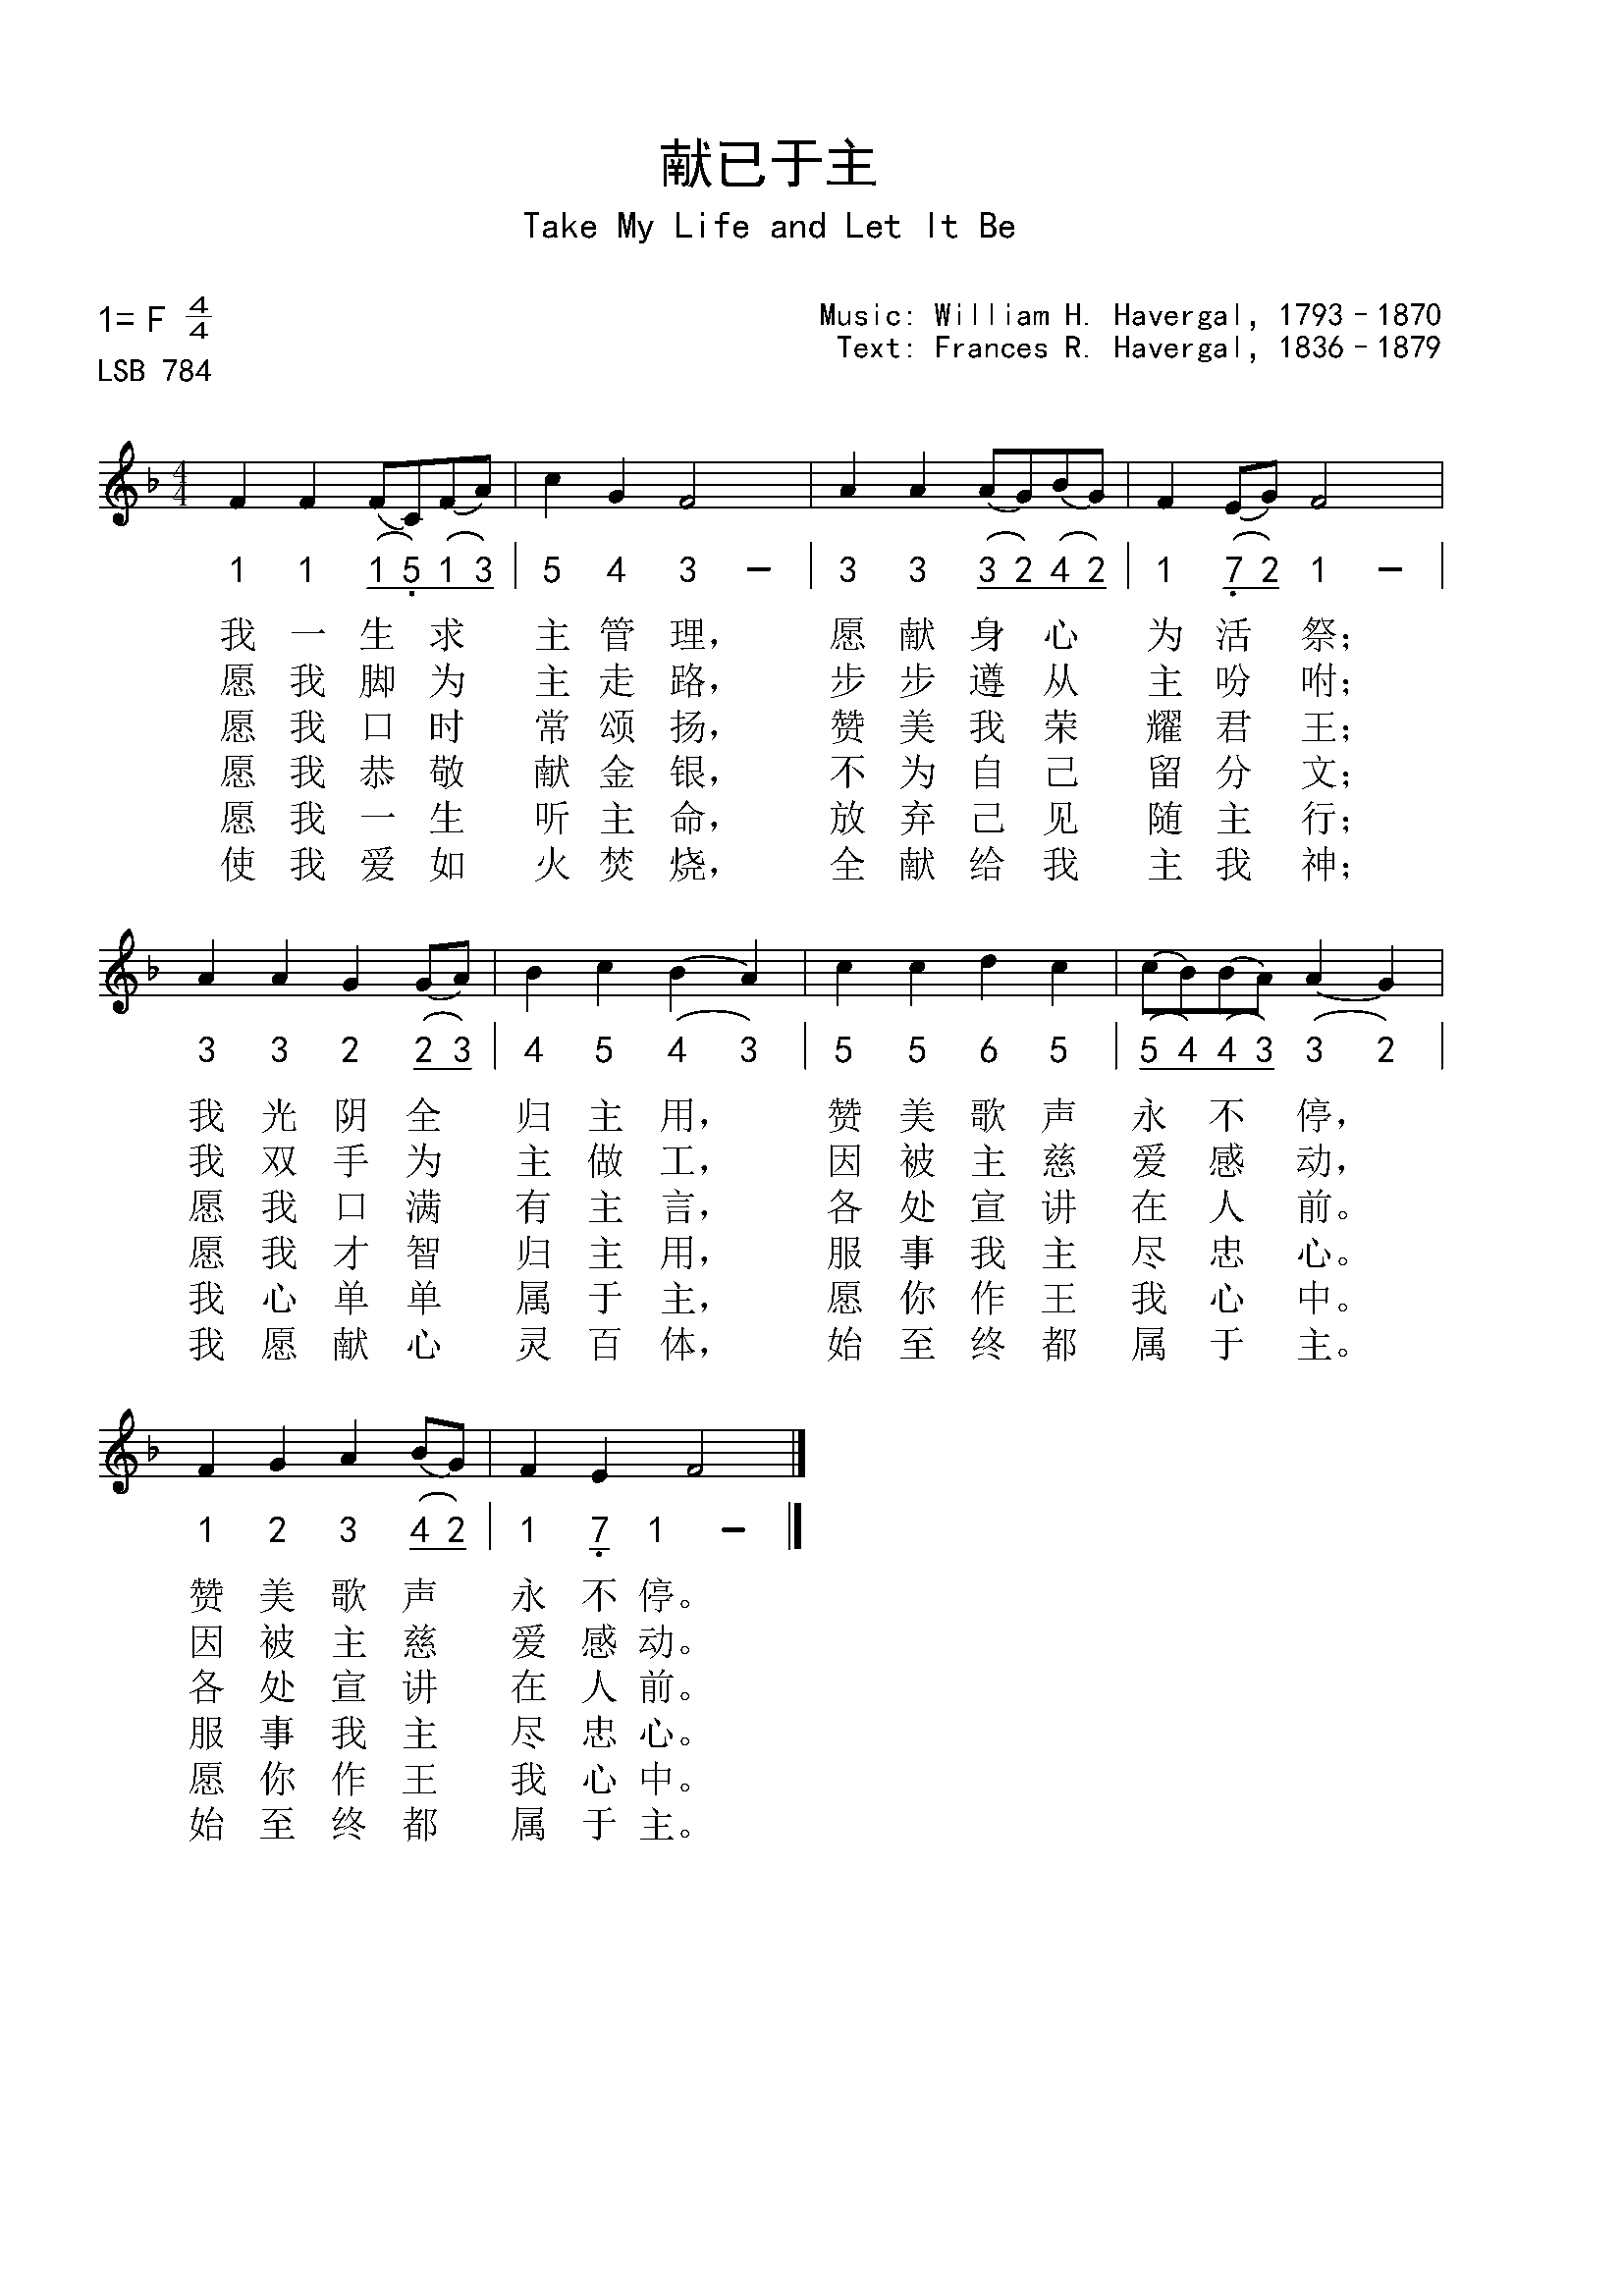 献已于主
Take My Life and Let It Be
1= F 4/4
Music: William H. Havergal, 1793-1870
Text: Frances R. Havergal, 1836-1879
LSB 784
4/4
1 1 1 5 1 3 | 5 4 3 – | 3 3 3 2 4 2 | 1 7 2 1 – |
我 一 生 求 主 管 理， 愿 献 身 心 为 活 祭；
愿 我 脚 为 主 走 路， 步 步 遵 从 主 吩 咐；
愿 我 口 时 常 颂 扬， 赞 美 我 荣 耀 君 王；
愿 我 恭 敬 献 金 银， 不 为 自 己 留 分 文；
愿 我 一 生 听 主 命， 放 弃 己 见 随 主 行；
使 我 爱 如 火 焚 烧， 全 献 给 我 主 我 神；
3 3 2 2 3 | 4 5 4 3 | 5 5 6 5 | 5 4 4 3 3 2 |
我 光 阴 全 归 主 用， 赞 美 歌 声 永 不 停，
我 双 手 为 主 做 工， 因 被 主 慈 爱 感 动，
愿 我 口 满 有 主 言， 各 处 宣 讲 在 人 前。
愿 我 才 智 归 主 用， 服 事 我 主 尽 忠 心。
我 心 单 单 属 于 主， 愿 你 作 王 我 心 中。
我 愿 献 心 灵 百 体， 始 至 终 都 属 于 主。
1 2 3 4 2 | 1 7 1 –
赞 美 歌 声 永 不 停。
因 被 主 慈 爱 感 动。
各 处 宣 讲 在 人 前。
服 事 我 主 尽 忠 心。
愿 你 作 王 我 心 中。
始 至 终 都 属 于 主。